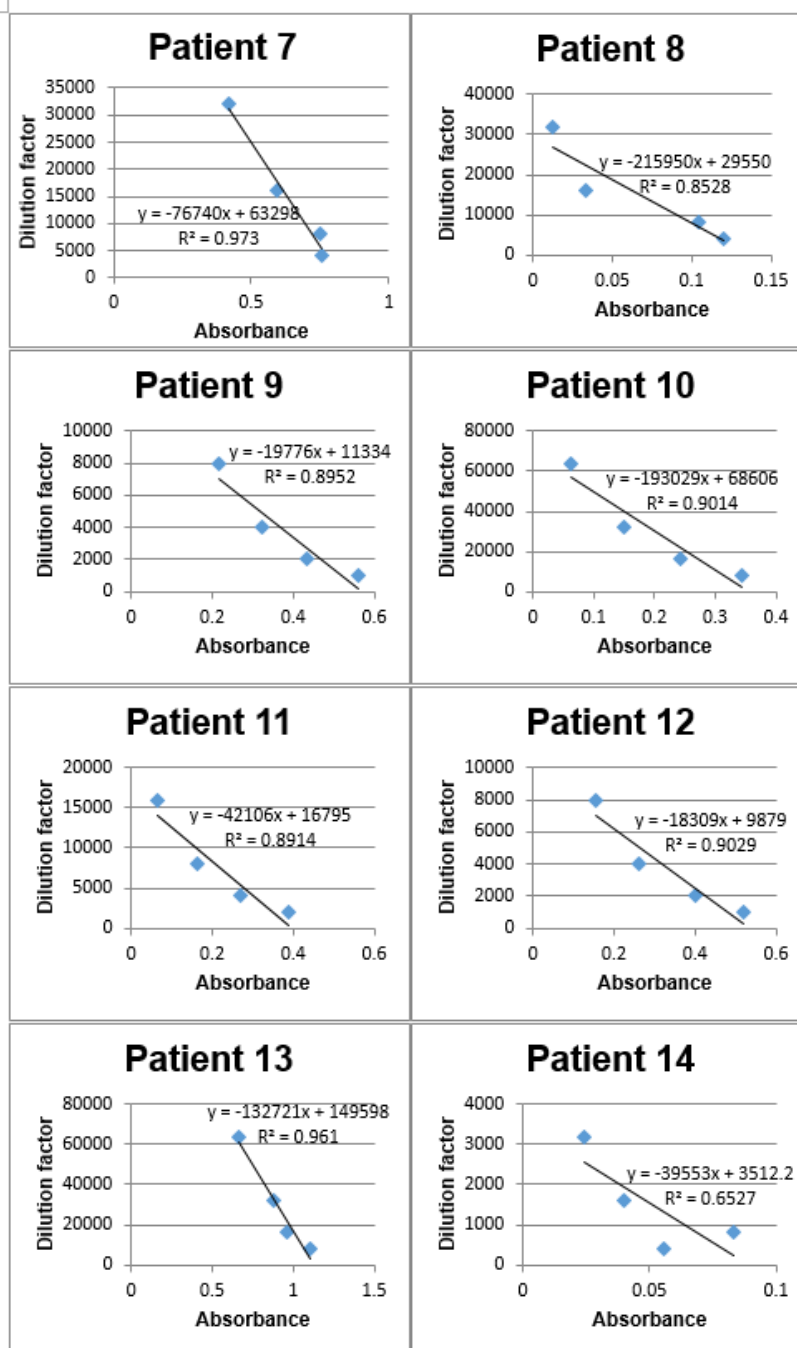 Patient 7
35000
30000
25000
20000
15000
10000
5000
0
Dilution factor
y = -76740x + 63298
R² = 0.973
0 0.5 1
Absorbance
Patient 8
40000
30000
20000
10000
0
Dilution factor
y = -215950x + 29550
R² = 0.8528
0 0.05 0.1 0.15
Absorbance
Patient 9
10000
8000
6000
4000
2000
0
Dilution factor
y = -19776x + 11334
R² = 0.8952
0 0.2 0.4 0.6
Absorbance
Patient 10
80000
60000
40000
20000
0
Dilution factor
y = -193029x + 68606
R² = 0.9014
0 0.1 0.2 0.3 0.4
Absorbance
Patient 11
20000
15000
10000
5000
0
Dilution factor
y = -42106x + 16795
R² = 0.8914
0 0.2 0.4 0.6
Absorbance
Patient 12
10000
8000
6000
4000
2000
0
Dilution factor
y = -18309x + 9879
R² = 0.9029
0 0.2 0.4 0.6
Absorbance
Patient 13
80000
60000
40000
20000
0
Dilution factor
y = -132721x + 149598
R² = 0.961
0 0.5 1 1.5
Absorbance
Patient 14
4000
3000
2000
1000
0
Dilution factor
y = -39553x + 3512.2
R² = 0.6527
0 0.05 0.1
Absorbance